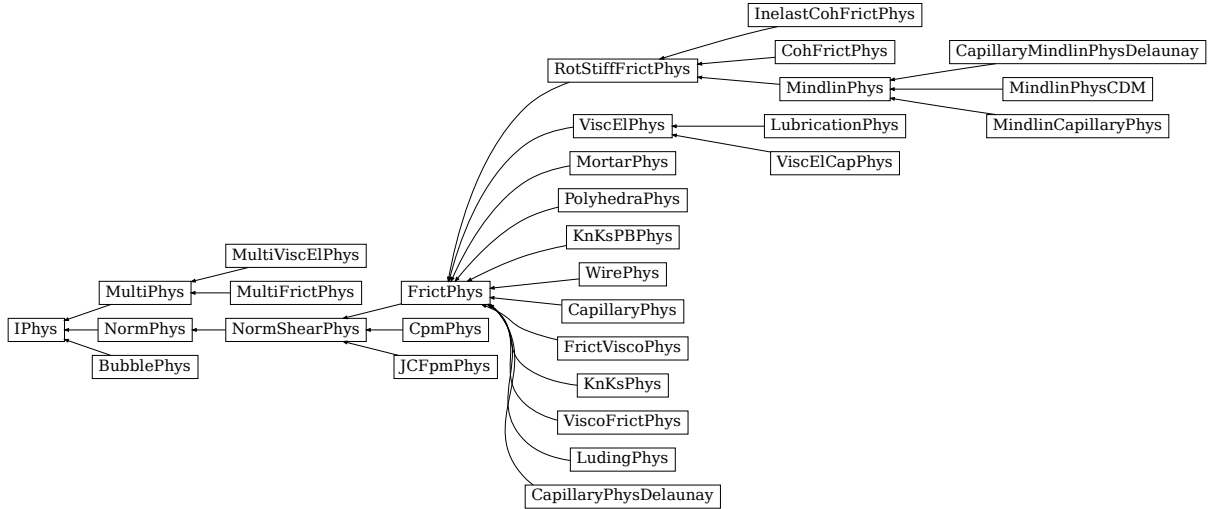 InelastCohFrictPhys
CohFrictPhys
CapillaryMindlinPhysDelaunay
RotStiffFrictPhys
MindlinPhys
MindlinPhysCDM
MindlinCapillaryPhys
ViscElPhys
LubricationPhys
MortarPhys
ViscElCapPhys
PolyhedraPhys
KnKsPBPhys
MultiViscElPhys
WirePhys
MultiPhys
MultiFrictPhys
FrictPhys
CapillaryPhys
IPhys
NormPhys
NormShearPhys
CpmPhys
FrictViscoPhys
BubblePhys
JCFpmPhys
KnKsPhys
ViscoFrictPhys
LudingPhys
CapillaryPhysDelaunay